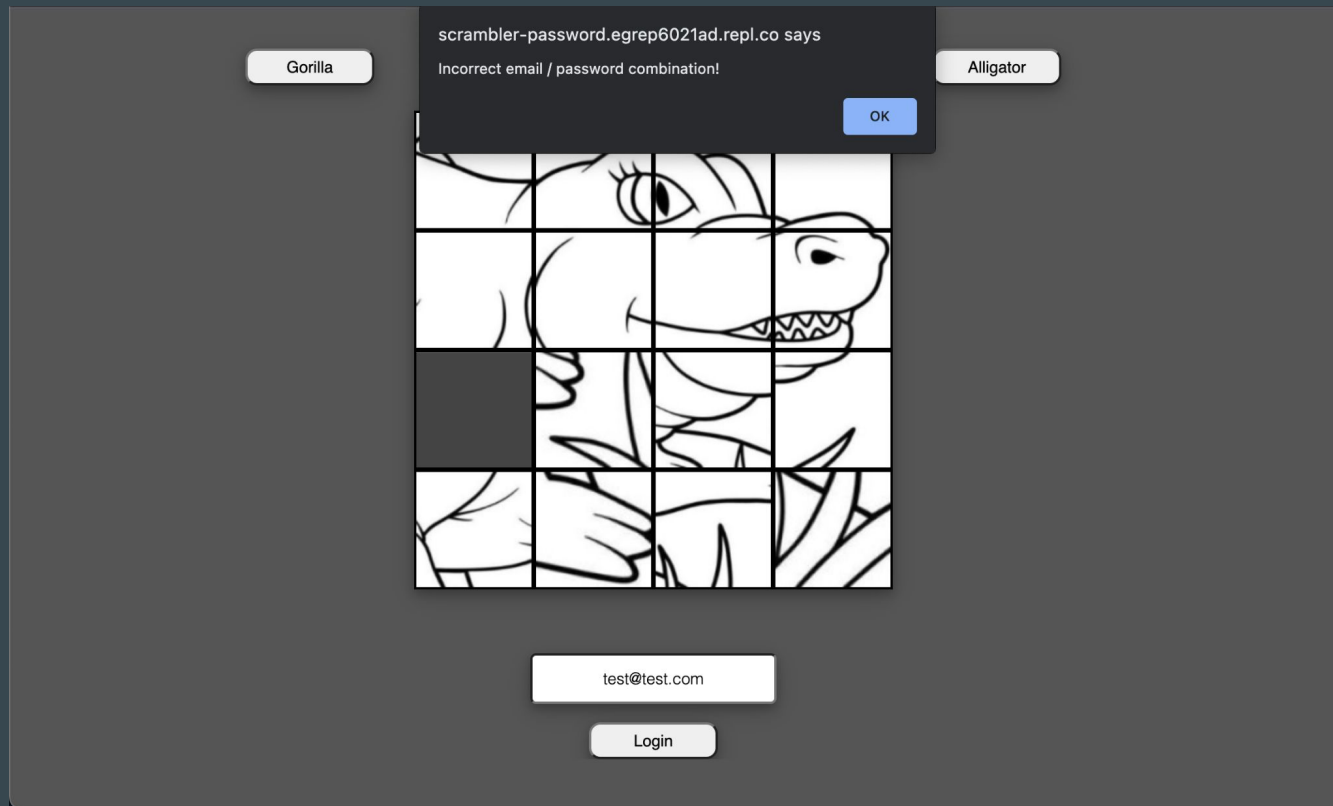 scrambler-password.egrep6021ad.repl.co says
Incorrect email / password combination!
OK
Gorilla
Alligator
test@test.com
Login